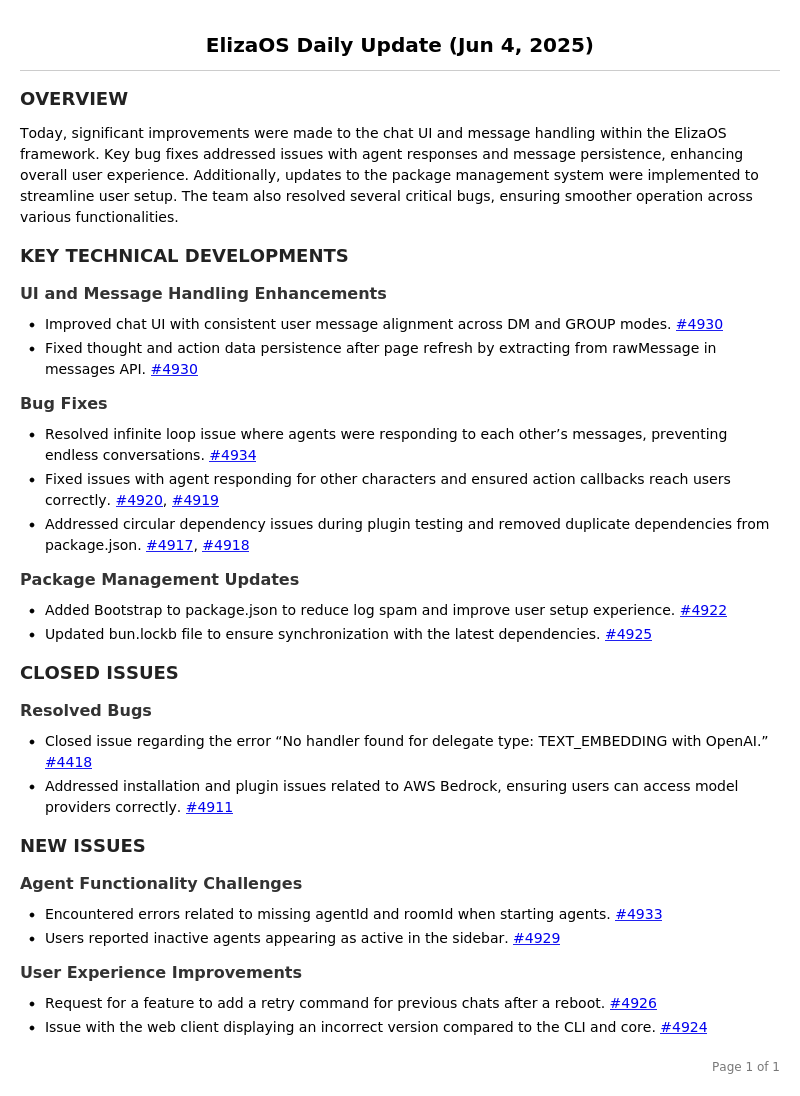 ElizaOS Daily Update (Jun 4, 2025)
OVERVIEW
Today, significant improvements were made to the chat UI and message handling within the ElizaOS
framework. Key bug fixes addressed issues with agent responses and message persistence, enhancing
overall user experience. Additionally, updates to the package management system were implemented to
streamline user setup. The team also resolved several critical bugs, ensuring smoother operation across
various functionalities.
KEY TECHNICAL DEVELOPMENTS
UI and Message Handling Enhancements
• Improved chat UI with consistent user message alignment across DM and GROUP modes. #4930
• Fixed thought and action data persistence after page refresh by extracting from rawMessage in
messages API. #4930
Bug Fixes
• Resolved infinite loop issue where agents were responding to each other’s messages, preventing
endless conversations. #4934
• Fixed issues with agent responding for other characters and ensured action callbacks reach users
correctly. #4920, #4919
• Addressed circular dependency issues during plugin testing and removed duplicate dependencies from
package.json. #4917, #4918
Package Management Updates
• Added Bootstrap to package.json to reduce log spam and improve user setup experience. #4922
• Updated bun.lockb file to ensure synchronization with the latest dependencies. #4925
CLOSED ISSUES
Resolved Bugs
• Closed issue regarding the error “No handler found for delegate type: TEXT_EMBEDDING with OpenAI.”
#4418
• Addressed installation and plugin issues related to AWS Bedrock, ensuring users can access model
providers correctly. #4911
NEW ISSUES
Agent Functionality Challenges
• Encountered errors related to missing agentId and roomId when starting agents. #4933
• Users reported inactive agents appearing as active in the sidebar. #4929
User Experience Improvements
• Request for a feature to add a retry command for previous chats after a reboot. #4926
• Issue with the web client displaying an incorrect version compared to the CLI and core. #4924
Page 1 of 1